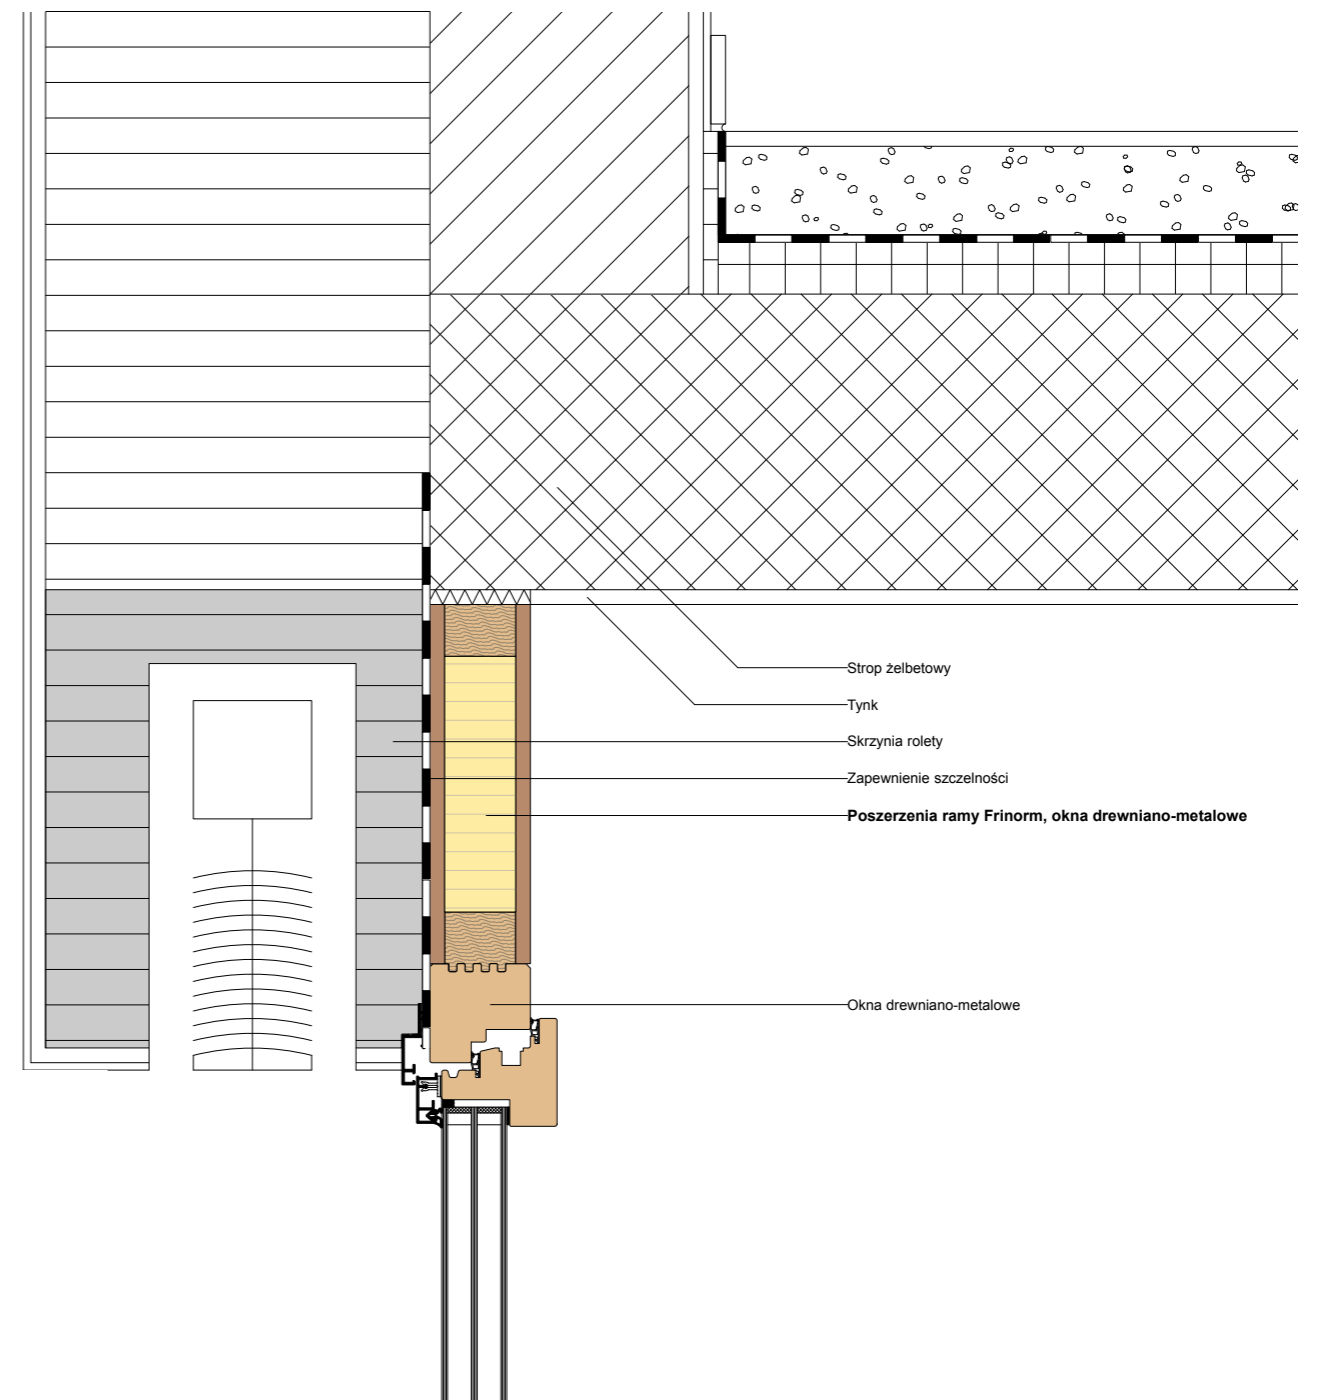 Strop żelbetowy
Tynk
Skrzynia rolety
Zapewnienie szczelności
Poszerzenia ramy Frinorm, okna drewniano-metalowe
Okna drewniano-metalowe